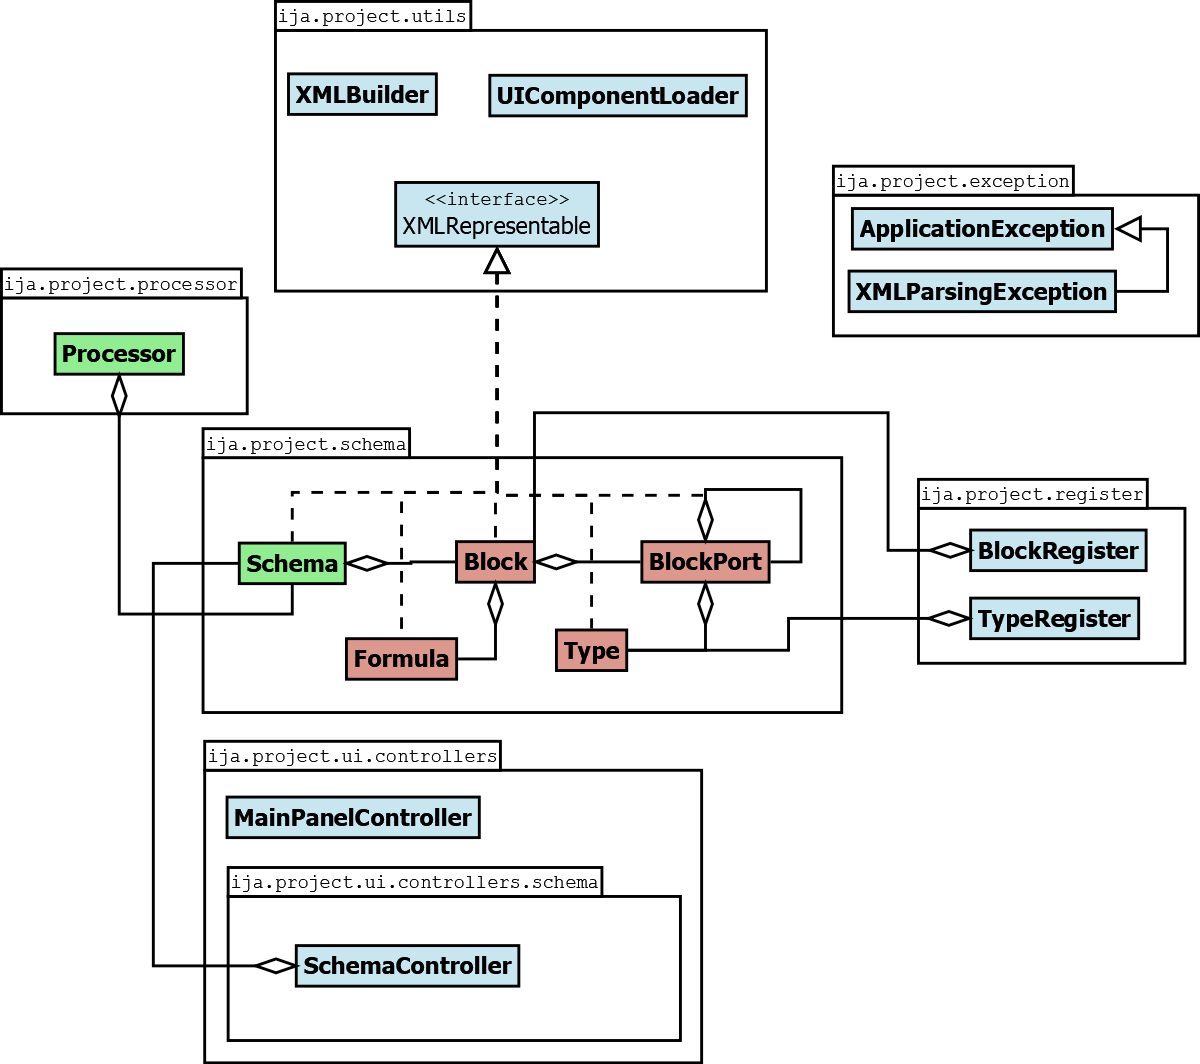 ija.project.utils
XMLBuilder
UIComponentLoader
<<interface>>
XMLRepresentable
ija.project.exception
ApplicationException
XMLParsingException
ija.project.processor
Processor
ija.project.schema
Schema
Block
BlockPort
Formula
Type
ija.project.register
BlockRegister
TypeRegister
ija.project.ui.controllers
MainPanelController
ija.project.ui.controllers.schema
SchemaController